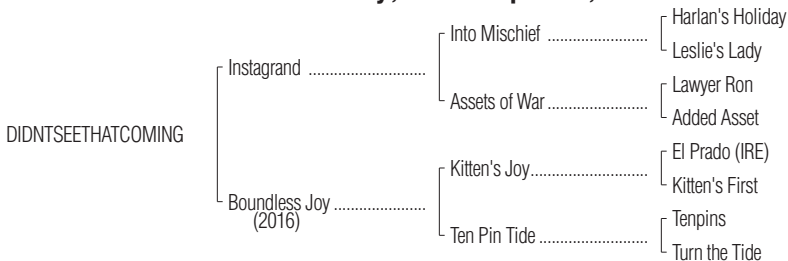 Harlan's Holiday
Into Mischief
Leslie's Lady
Instagrand
Lawyer Ron
Assets of War
Added Asset
DIDNTSEETHATCOMING
El Prado (IRE)
Kitten's Joy
Kitten's First
Boundless Joy
(2016)
Tenpins
Ten Pin Tide
Turn the Tide